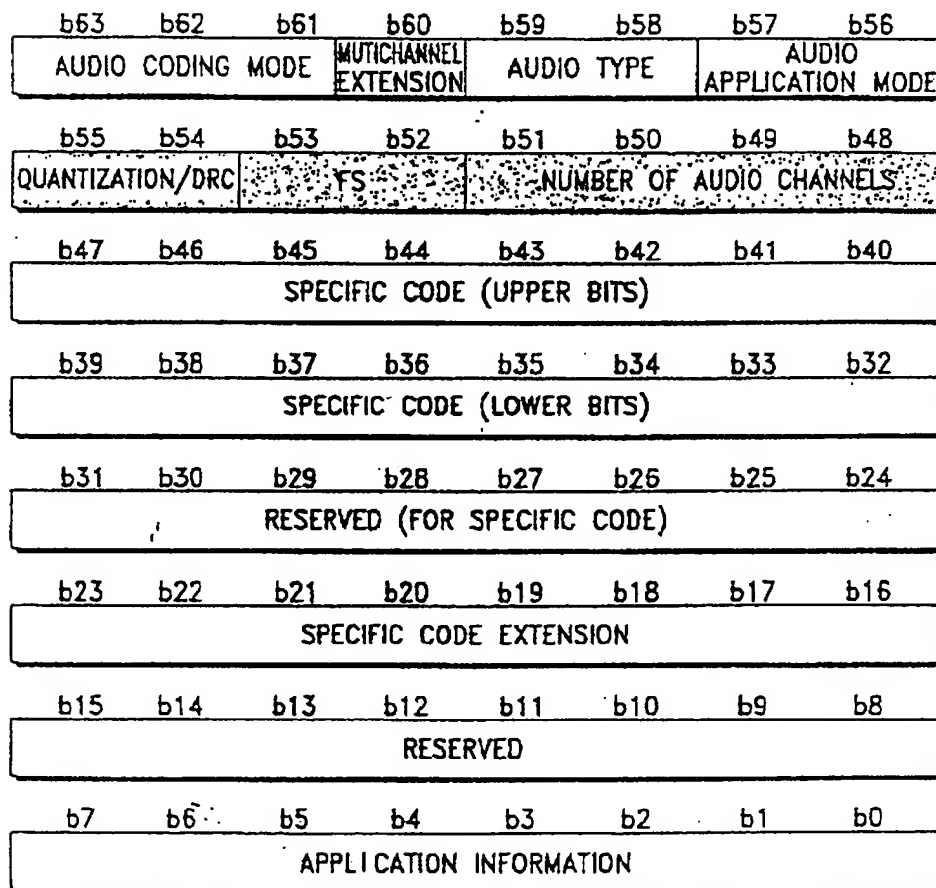 b63 b62 b61 b60 b59 b58 b57 b56
AUDIO CODING MODE MUTICHANNEL EXTENSION AUDIO TYPE AUDIO APPLICATION MODE
b55 b54 b53 b52 b51 b50 b49 b48
QUANTIZATION/DRC FS NUMBER OF AUDIO CHANNELS
b47 b46 b45 b44 b43 b42 b41 b40
SPECIFIC CODE (UPPER BITS)
b39 b38 b37 b36 b35 b34 b33 b32
SPECIFIC CODE (LOWER BITS)
b31 b30 b29 b28 b27 b26 b25 b24
RESERVED (FOR SPECIFIC CODE)
b23 b22 b21 b20 b19 b18 b17 b16
SPECIFIC CODE EXTENSION
b15 b14 b13 b12 b11 b10 b9 b8
RESERVED
b7 b6 b5 b4 b3 b2 b1 b0
APPLICATION INFORMATION